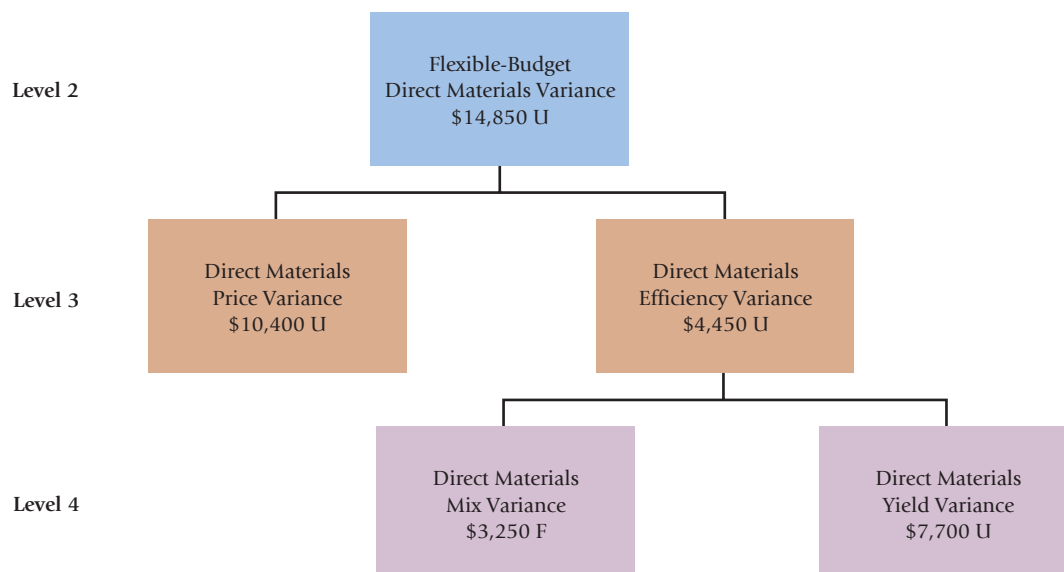 Level 2
Flexible-Budget
Direct Materials Variance
$14,850 U
Level 3
Direct Materials
Price Variance
$10,400 U
Direct Materials
Efficiency Variance
$4,450 U
Level 4
Direct Materials
Mix Variance
$3,250 F
Direct Materials
Yield Variance
$7,700 U